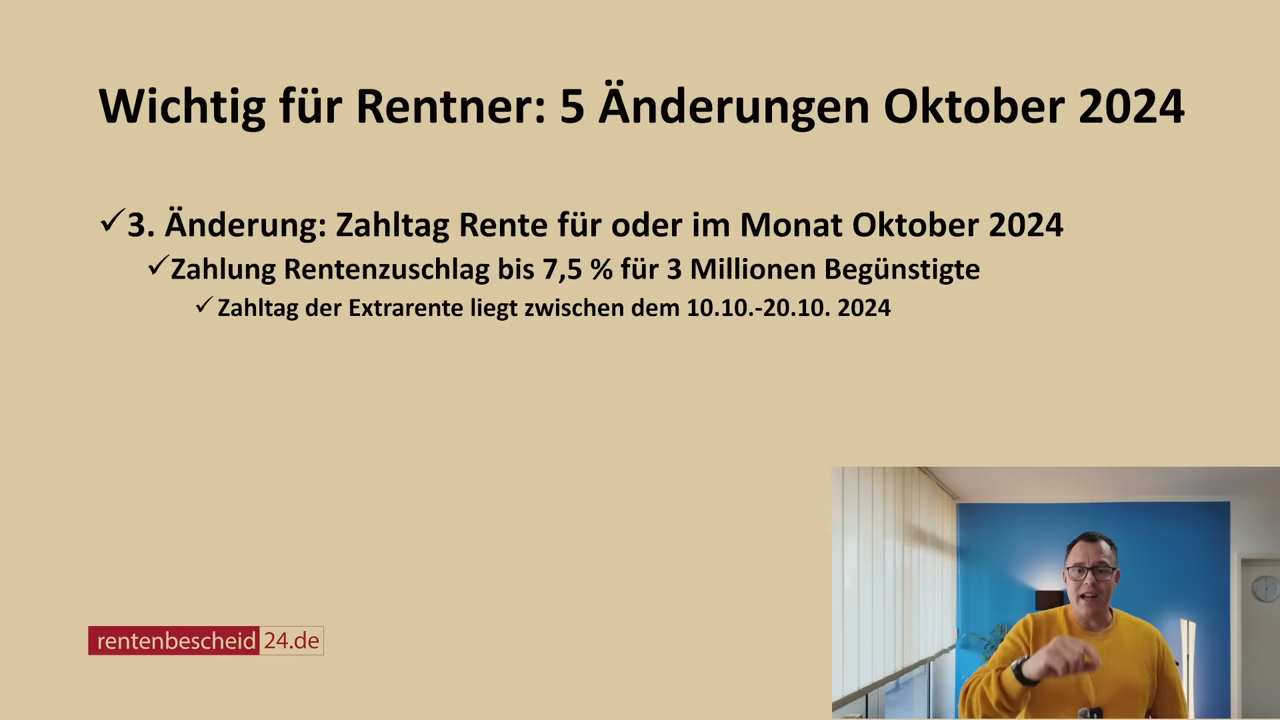 Wichtig für Rentner: 5 Änderungen Oktober 2024
✓3. Änderung: Zahltag Rente für oder im Monat Oktober 2024
✓Zahlung Rentenzuschlag bis 7,5 % für 3 Millionen Begünstigte
✓Zahltag der Extrarente liegt zwischen dem 10.10.-20.10. 2024
rentenbescheid 24.de